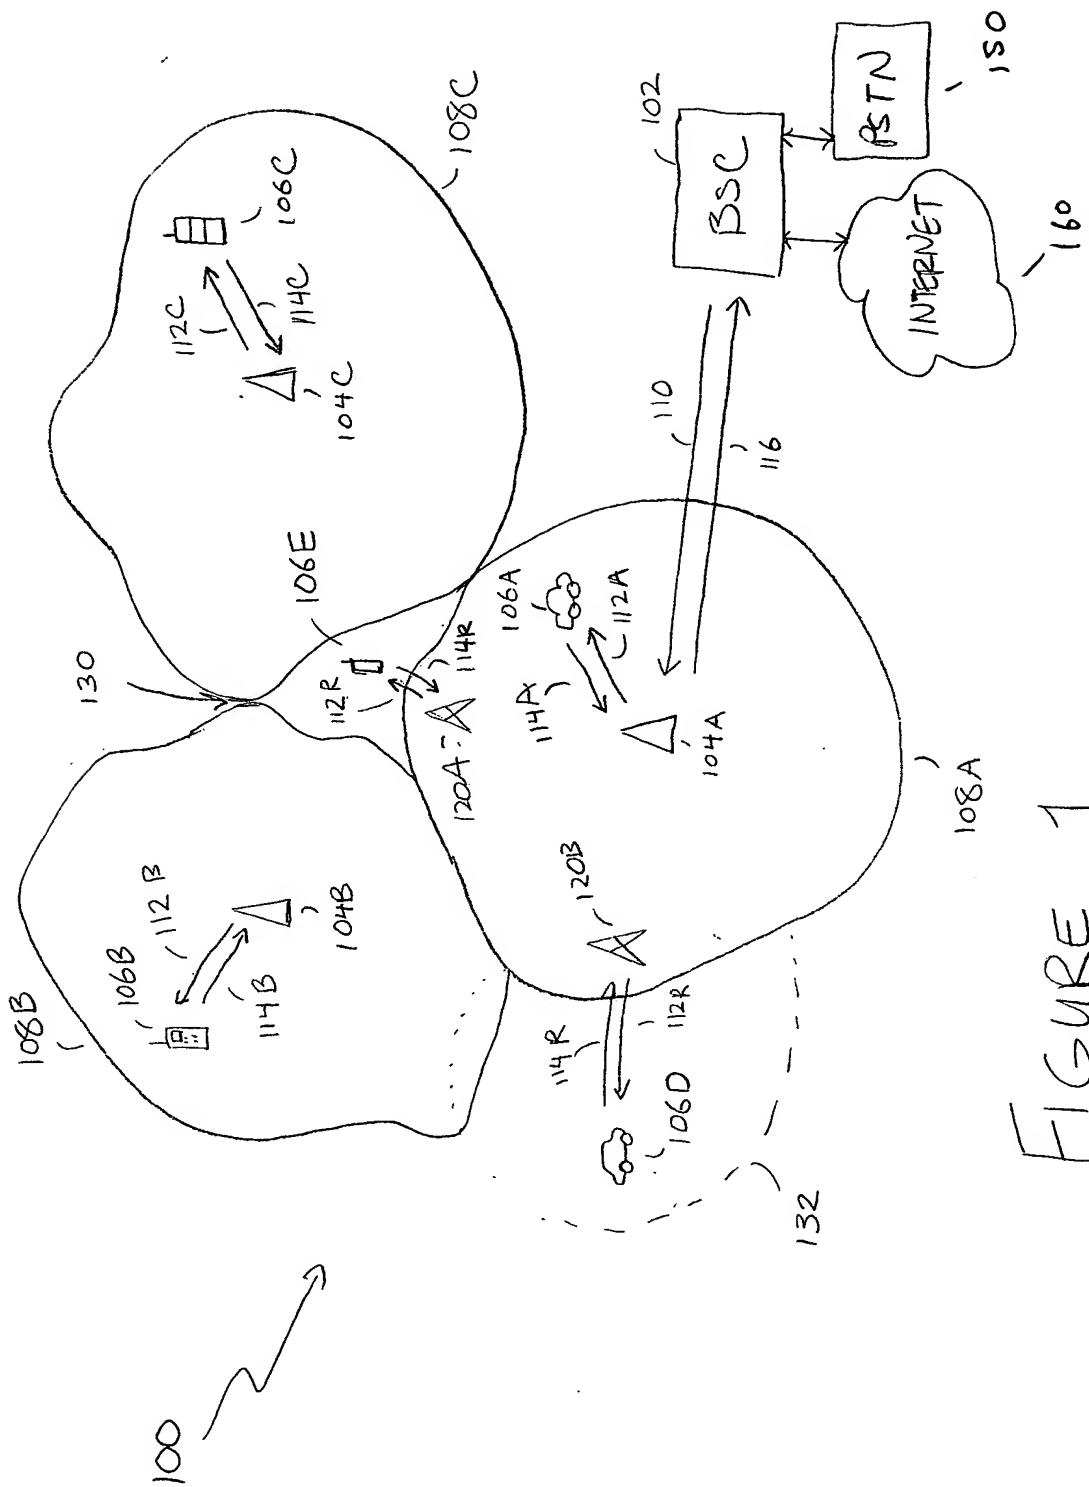 108B
130
106B
112B
100
112C
114B
106C
114C
106E
104B
112R
104C
108C
114R
120A
106A
114A
114R
120B
112A
102
110
112R
106D
104A
BSC
116
132
PSTN
INTERNET
108A
150
160
FIGURE 1